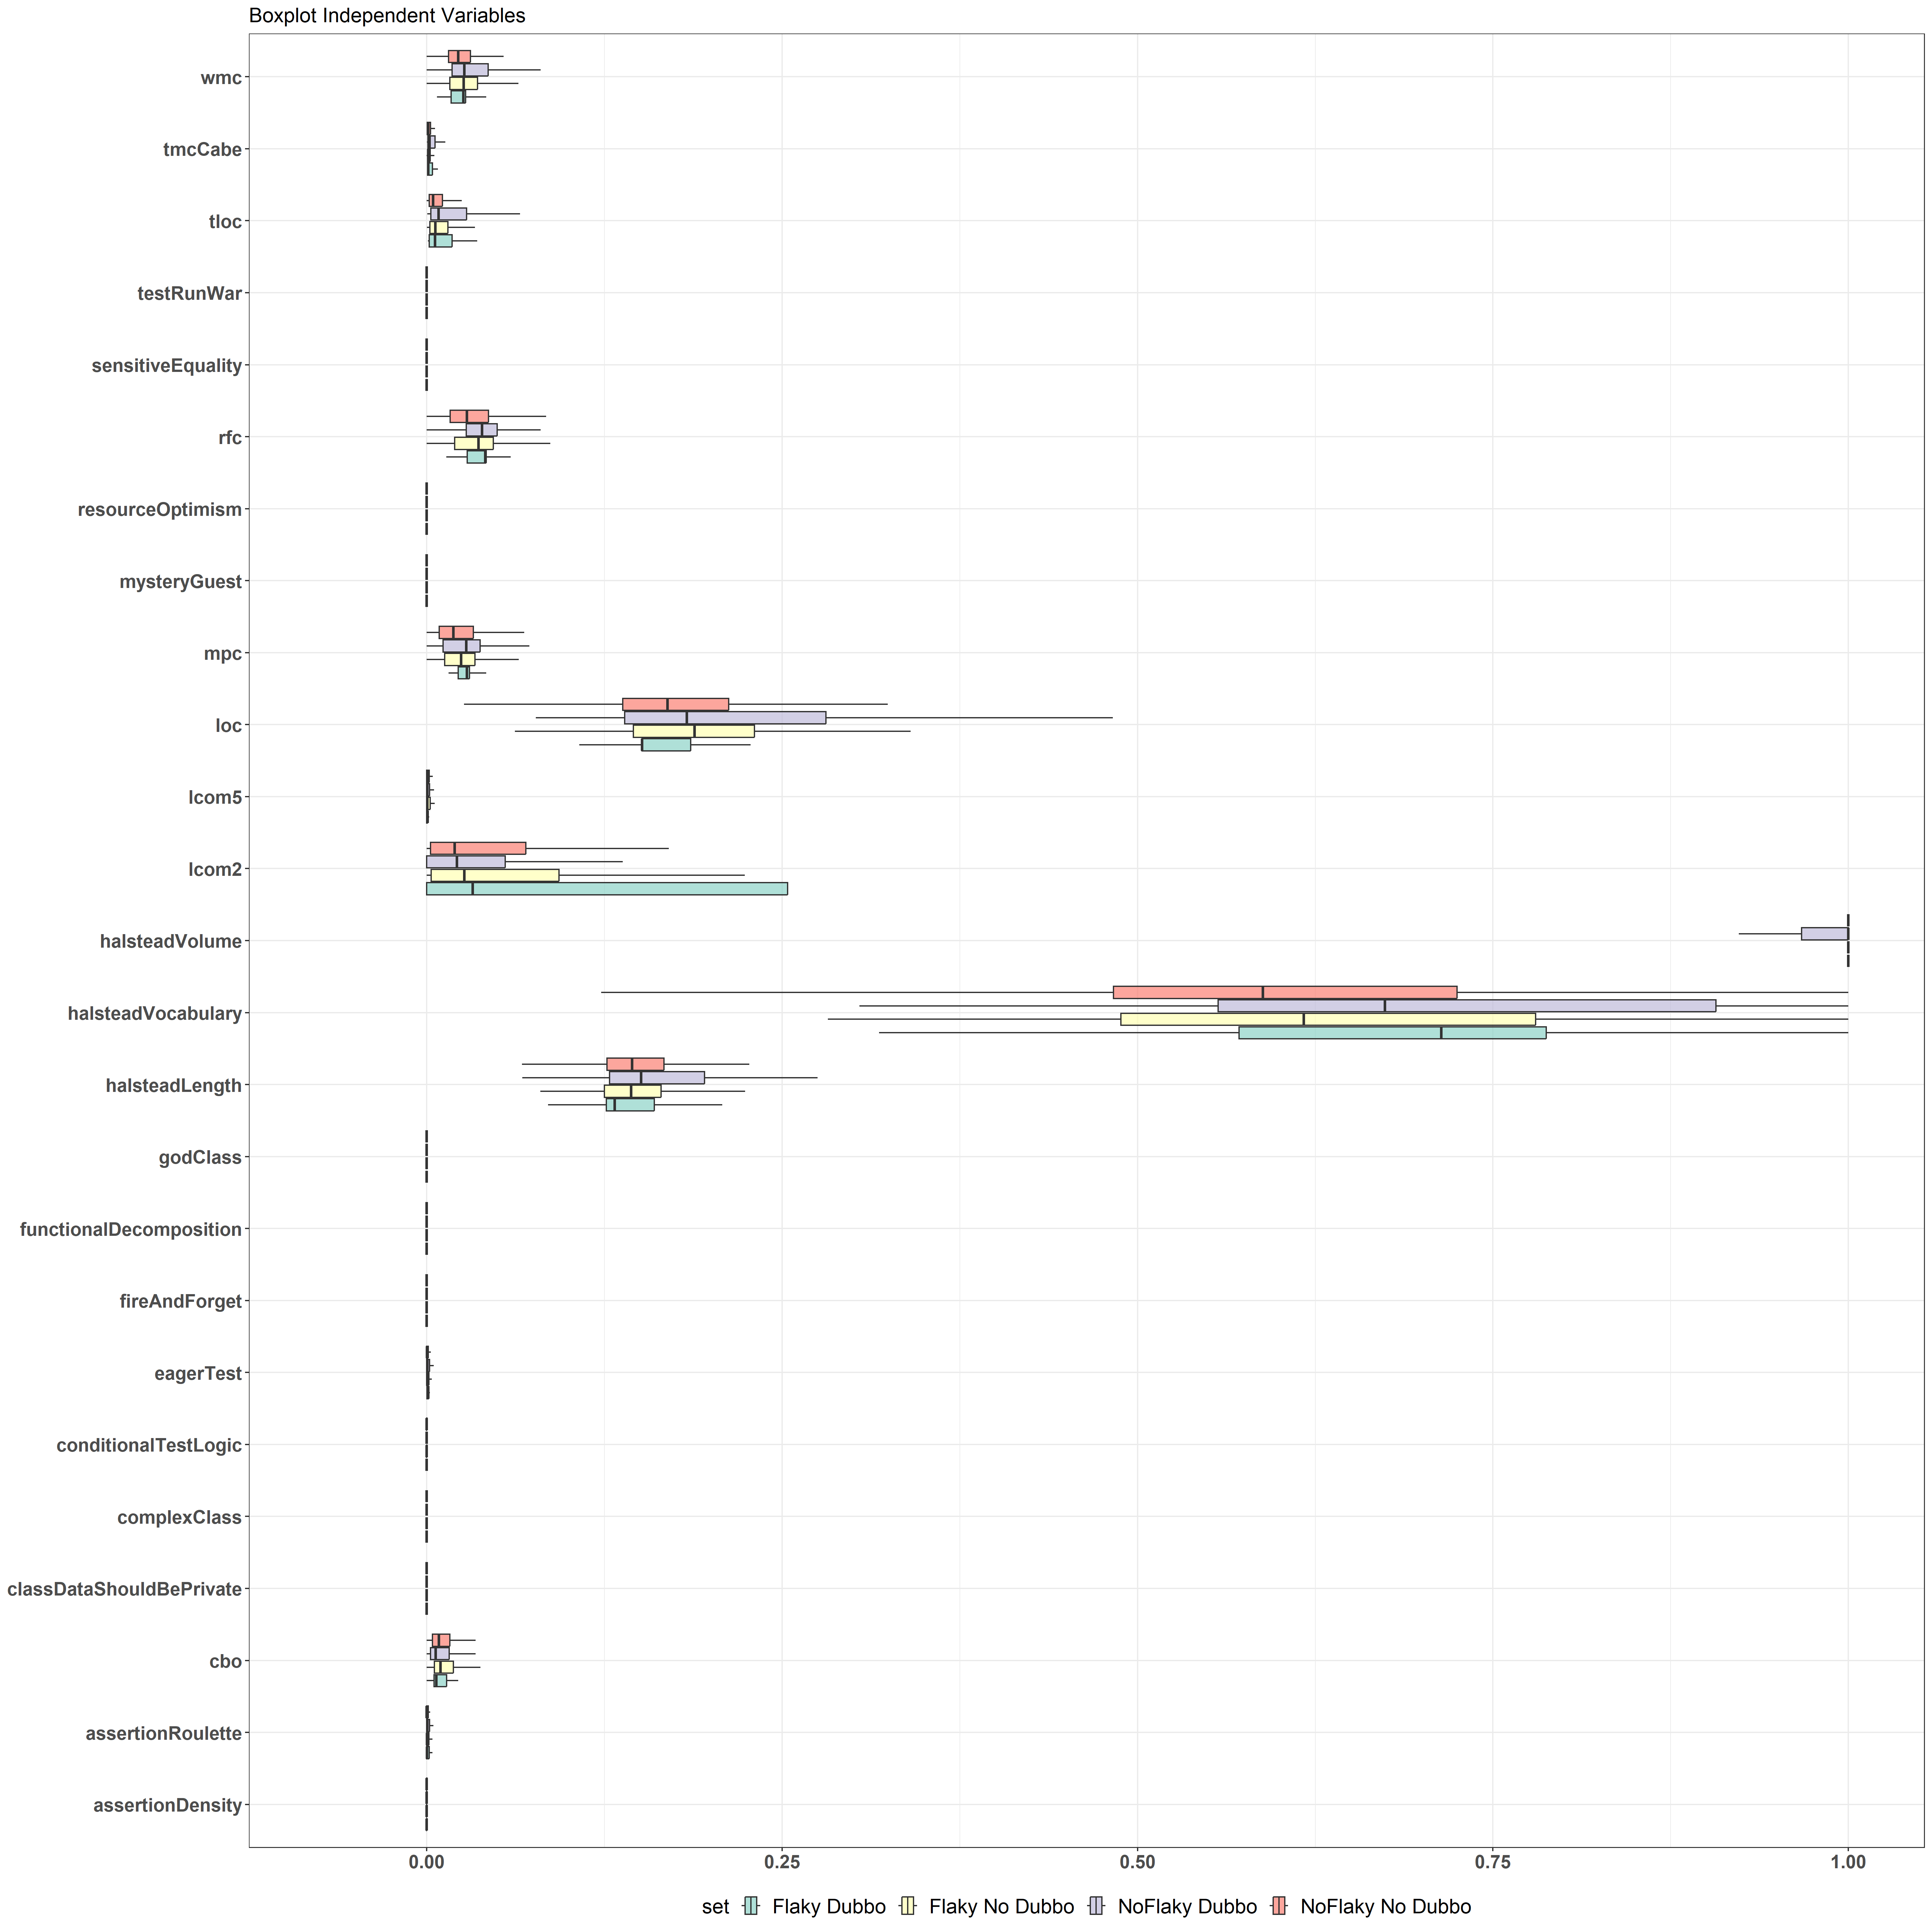 Boxplot Independent Variables
wmc
tmcCabe
tloc
testRunWar
sensitiveEquality
rfc
resourceOptimism
mysteryGuest
mpc
loc
lcom5
lcom2
halsteadVolume
halsteadVocabulary
halsteadLength
godClass
functionalDecomposition
fireAndForget
eagerTest
conditionalTestLogic
complexClass
classDataShouldBePrivate
cbo
assertionRoulette
assertionDensity
0.00 0.25 0.50 0.75 1.00
set Flaky Dubbo Flaky No Dubbo NoFlaky Dubbo NoFlaky No Dubbo